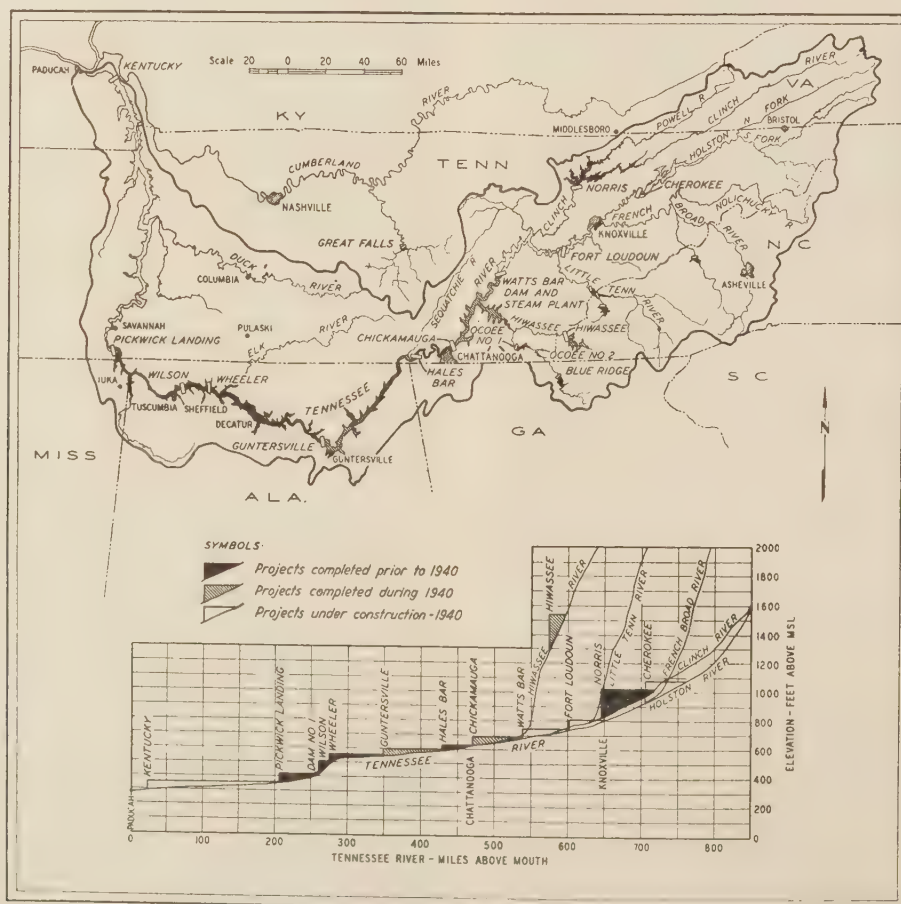 PADUCAH
KENTUCKY
Scale 20 0 20 40 60 Miles
KY
RIVER
VA
RIVER
POWELL R
CLINCH
MIDDLESBORO
N FORK
BRISTOL
HOLSTON
S FORK
CUMBERLAND
TENN
NASHVILLE
NORRIS
CHEROKEE
CLINCH
FRENCH
BROAD
RIVER
NOLICHUCKY R
KNOXVILLE
N C
GREAT FALLS
FORT LOUDOUN
DUCK
RIVER
COLUMBIA
SEQUATCHIE R
RIVER
WATTS BAR
DAM AND
STEAM PLANT
LITTLE
TENN
RIVER
ASHEVILLE
SAVANNAH
PICKWICK LANDING
PULASKI
ELK
RIVER
CHICKAMAUGA
OCOEE
NO 1
HIWASSEE
HIWASSEE
CHATTANOOGA
OCOEE NO 2
BLUE RIDGE
HALES
BAR
S C
IUKA
WILSON
WHEELER
TENNESSEE
TUSCUMBIA
SHEFFIELD
DECATUR
GUNTERSVILLE
GUNTERSVILLE
GA
N
MISS
ALA.
SYMBOLS
Projects completed prior to 1940
Projects completed during 1940
Projects under construction-1940
KENTUCKY
PICKWICK LANDING
DAM NO 1
WILSON
WHEELER
GUNTERSVILLE
HALES BAR
CHICKAMAUGA
WATTS BAR
HIWASSEE
HIWASSEE RIVER
FORT LOUDOUN
NORRIS
LITTLE TENN RIVER
CHEROKEE
FRENCH BROAD RIVER
CLINCH RIVER
HOLSTON RIVER
TENNESSEE RIVER
PADUCAH
CHATTANOOGA
KNOXVILLE
2000
1800
1600
1400
1200
1000
800
600
400
200
0
ELEVATION - FEET ABOVE MSL
0 100 200 300 400 500 600 700 800
TENNESSEE RIVER - MILES ABOVE MOUTH